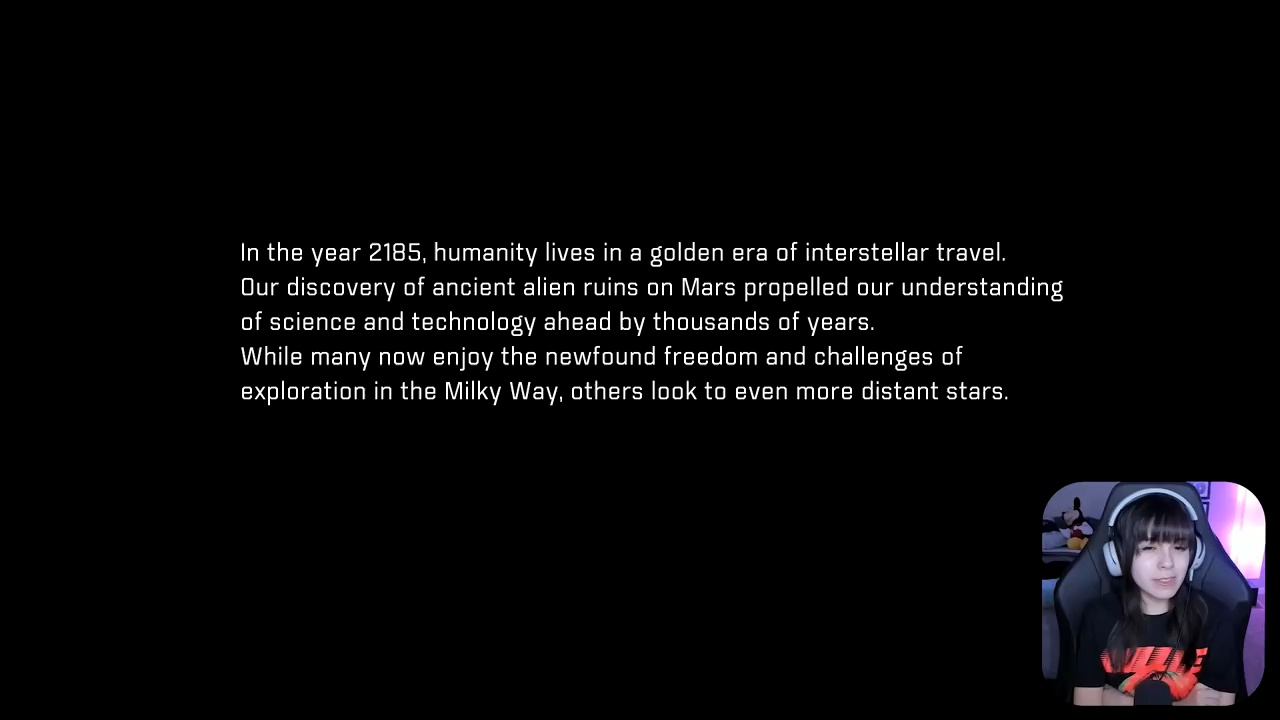 In the year 2185, humanity lives in a golden era of interstellar travel.
Our discovery of ancient alien ruins on Mars propelled our understanding
of science and technology ahead by thousands of years.
While many now enjoy the newfound freedom and challenges of
exploration in the Milky Way, others look to even more distant stars.